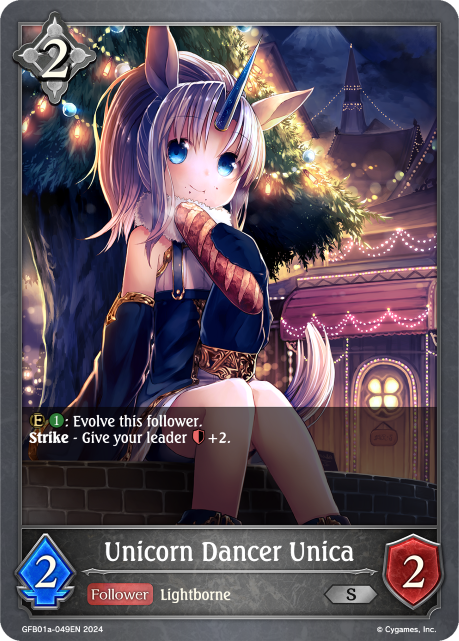 2
E 1: Evolve this follower.
Strike - Give your leader +2.
Unicorn Dancer Unica
2
Follower Lightborne
S
2
GFB01a-049EN 2024
© Cygames, Inc.